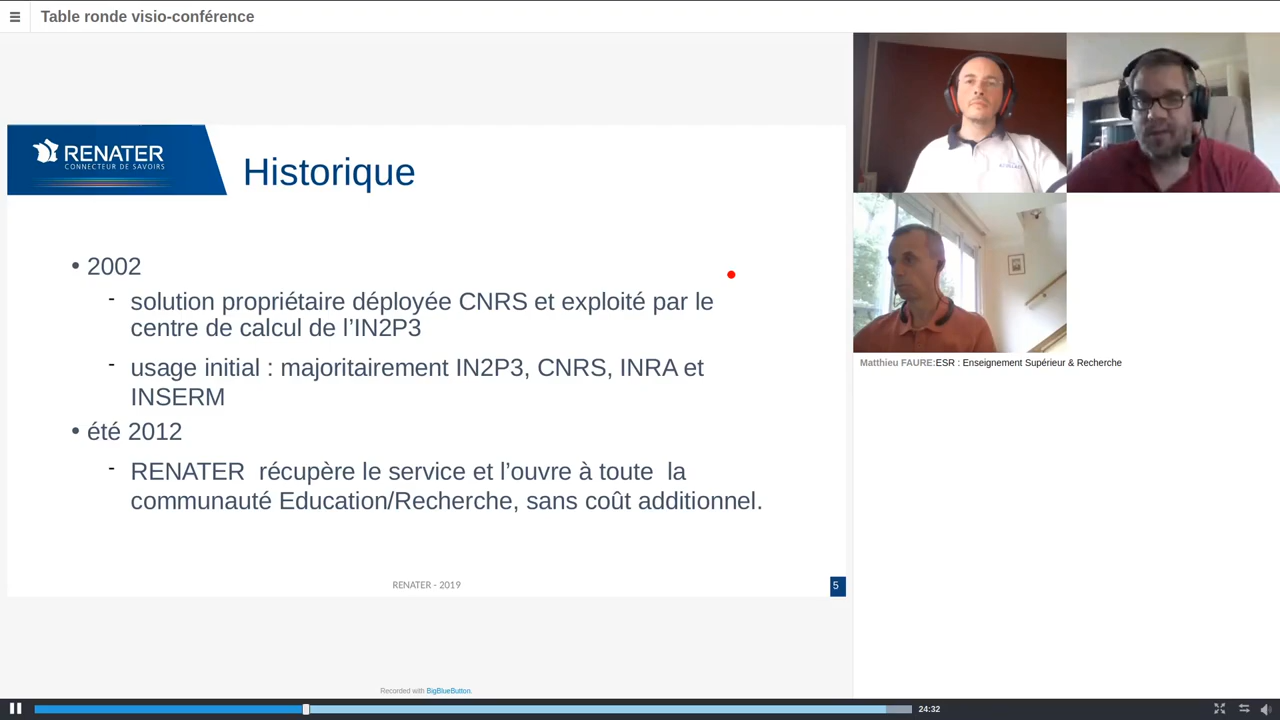 Table ronde visio-conférence
RENATER
CONNECTEUR DE SAVOIRS
Historique
• 2002
- solution propriétaire déployée CNRS et exploité par le
centre de calcul de l’IN2P3
- usage initial : majoritairement IN2P3, CNRS, INRA et
INSERM
• été 2012
- RENATER récupère le service et l’ouvre à toute la
communauté Education/Recherche, sans coût additionnel.
RENATER - 2019
5
Matthieu FAURE:ESR : Enseignement Supérieur & Recherche
Recorded with BigBlueButton.
24:32